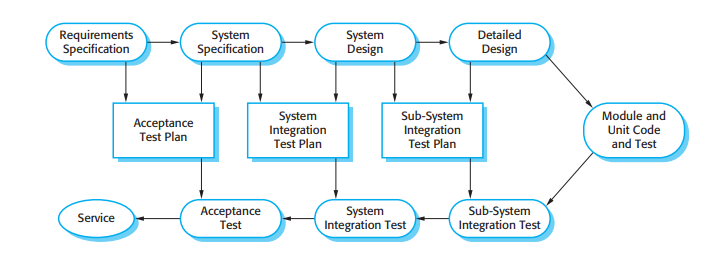 Requirements
Specification
System
Specification
System
Design
Detailed
Design
Acceptance
Test Plan
System
Integration
Test Plan
Sub-System
Integration
Test Plan
Module and
Unit Code
and Test
Service
Acceptance
Test
System
Integration Test
Sub-System
Integration Test